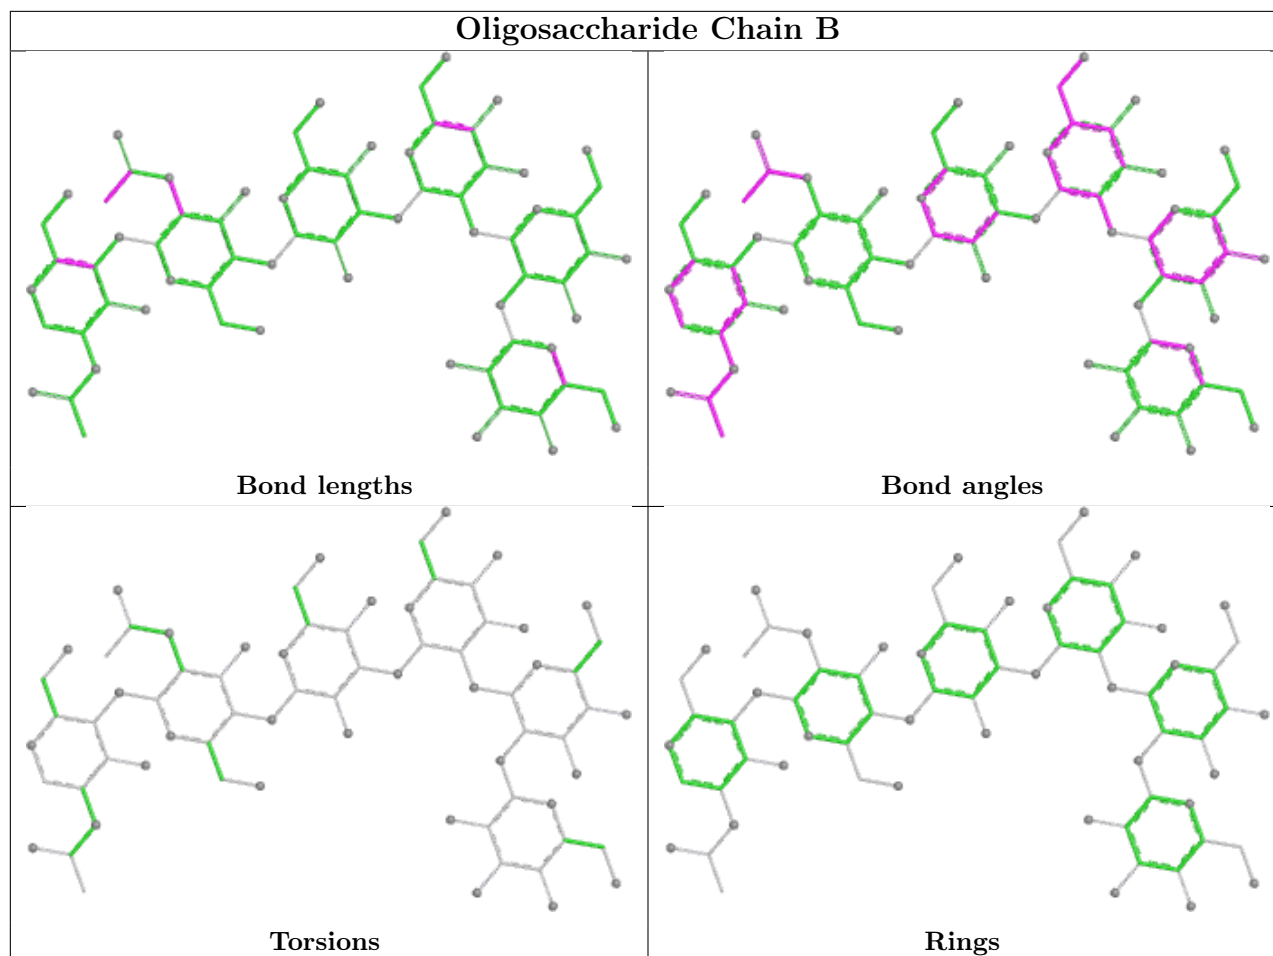 Oligosaccharide Chain B
Bond lengths
Bond angles
Torsions
Rings